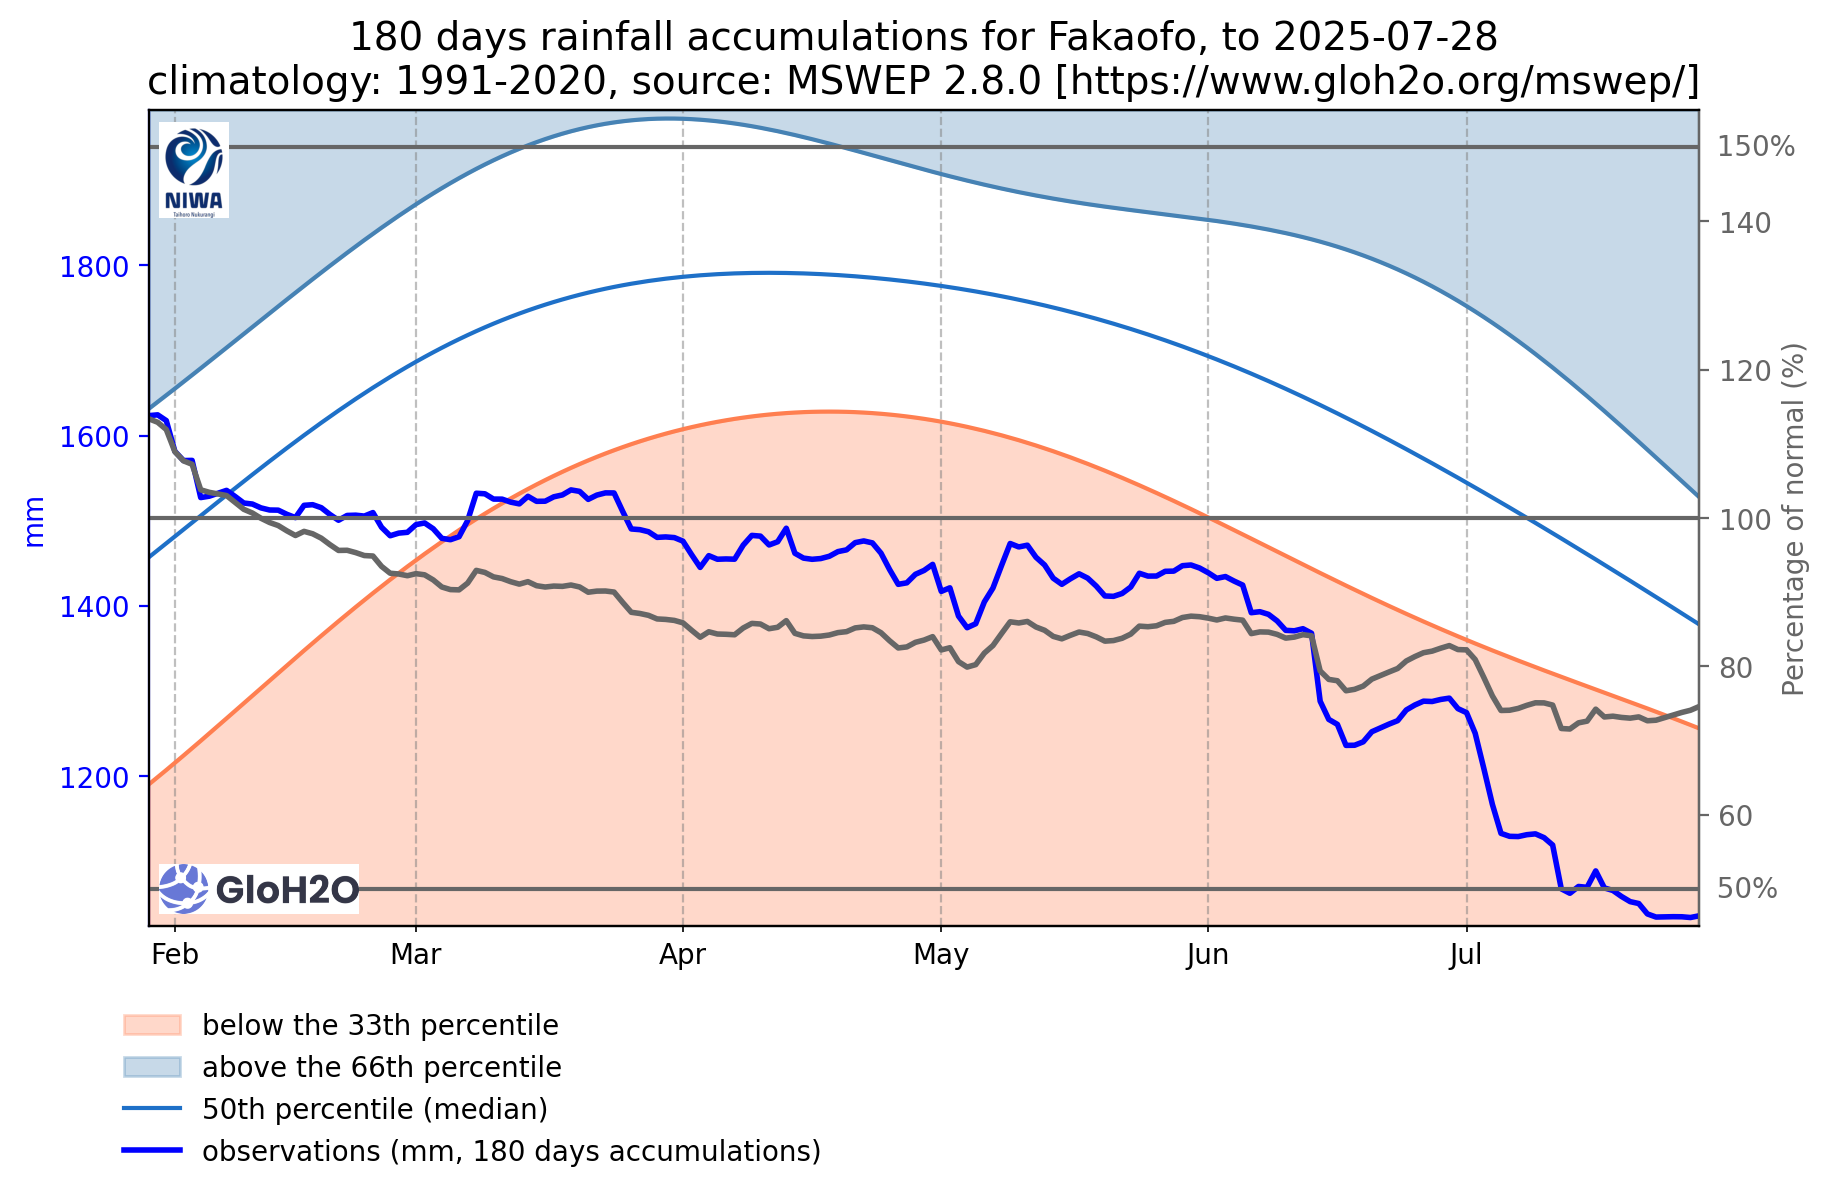 180 days rainfall accumulations for Fakaofo, to 2025-07-28
climatology: 1991-2020, source: MSWEP 2.8.0 [https://www.gloh2o.org/mswep/]
NIWA
Taihoro Nukurangi
150%
140
1800
120
1600
100
mm
Percentage of normal (%)
1400
80
1200
60
GloH2O
50%
Feb Mar Apr May Jun Jul
below the 33th percentile
above the 66th percentile
50th percentile (median)
observations (mm, 180 days accumulations)